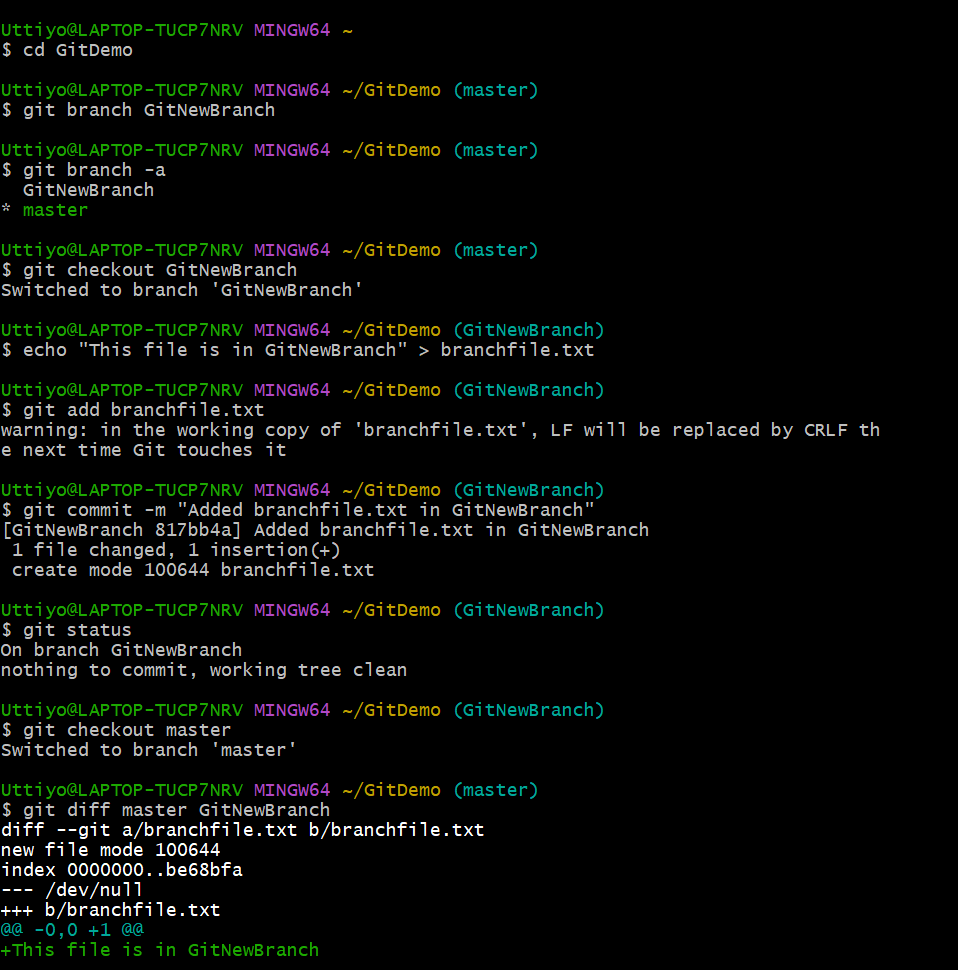 Uttiyo@LAPTOP-TUCP7NRV MINGW64 ~
$ cd GitDemo
Uttiyo@LAPTOP-TUCP7NRV MINGW64 ~/GitDemo (master)
$ git branch GitNewBranch
Uttiyo@LAPTOP-TUCP7NRV MINGW64 ~/GitDemo (master)
$ git branch -a
  GitNewBranch
* master
Uttiyo@LAPTOP-TUCP7NRV MINGW64 ~/GitDemo (master)
$ git checkout GitNewBranch
Switched to branch 'GitNewBranch'
Uttiyo@LAPTOP-TUCP7NRV MINGW64 ~/GitDemo (GitNewBranch)
$ echo "This file is in GitNewBranch" > branchfile.txt
Uttiyo@LAPTOP-TUCP7NRV MINGW64 ~/GitDemo (GitNewBranch)
$ git add branchfile.txt
warning: in the working copy of 'branchfile.txt', LF will be replaced by CRLF th
e next time Git touches it
Uttiyo@LAPTOP-TUCP7NRV MINGW64 ~/GitDemo (GitNewBranch)
$ git commit -m "Added branchfile.txt in GitNewBranch"
[GitNewBranch 817bb4a] Added branchfile.txt in GitNewBranch
 1 file changed, 1 insertion(+)
 create mode 100644 branchfile.txt
Uttiyo@LAPTOP-TUCP7NRV MINGW64 ~/GitDemo (GitNewBranch)
$ git status
On branch GitNewBranch
nothing to commit, working tree clean
Uttiyo@LAPTOP-TUCP7NRV MINGW64 ~/GitDemo (GitNewBranch)
$ git checkout master
Switched to branch 'master'
Uttiyo@LAPTOP-TUCP7NRV MINGW64 ~/GitDemo (master)
$ git diff master GitNewBranch
diff --git a/branchfile.txt b/branchfile.txt
new file mode 100644
index 0000000..be68bfa
--- /dev/null
+++ b/branchfile.txt
@@ -0,0 +1 @@
+This file is in GitNewBranch